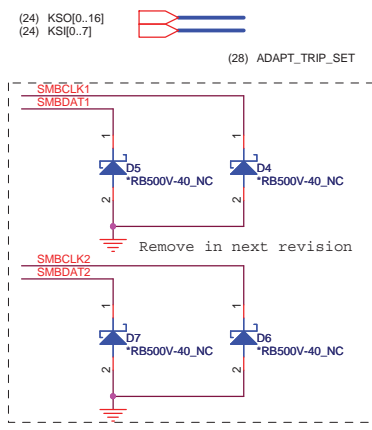 (24) KSO[0..16]
(24) KSI[0..7]
(28) ADAPT_TRIP_SET
SMBCLK1
SMBDAT1
1 1
D5 D4
*RB500V-40_NC *RB500V-40_NC
2 2
Remove in next revision
SMBCLK2
SMBDAT2
1 1
D7 D6
*RB500V-40_NC *RB500V-40_NC
2 2